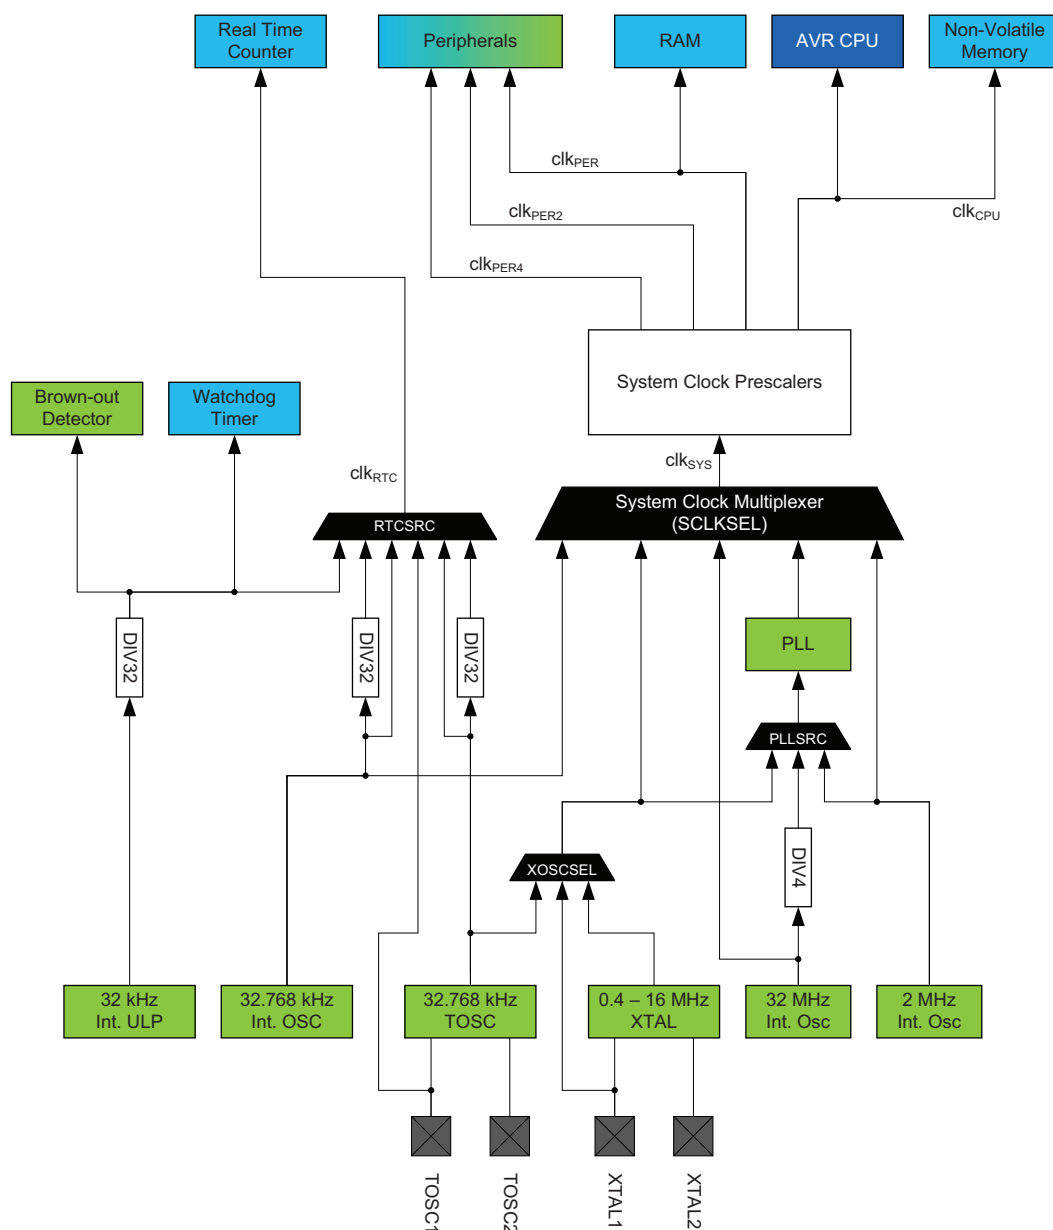 Real Time
Counter
Peripherals
RAM
AVR CPU
Non-Volatile
Memory
clkPER
clkPER2
clkCPU
clkPER4
System Clock Prescalers
Brown-out
Detector
Watchdog
Timer
clkRTC
clkSYS
System Clock Multiplexer
(SCLKSEL)
RTCSRC
DIV32
DIV32
DIV32
PLL
PLLSRC
XOSCSEL
DIV4
32 kHz
Int. ULP
32.768 kHz
Int. OSC
32.768 kHz
TOSC
0.4 – 16 MHz
XTAL
32 MHz
Int. Osc
2 MHz
Int. Osc
TOSC1
TOSC2
XTAL1
XTAL2